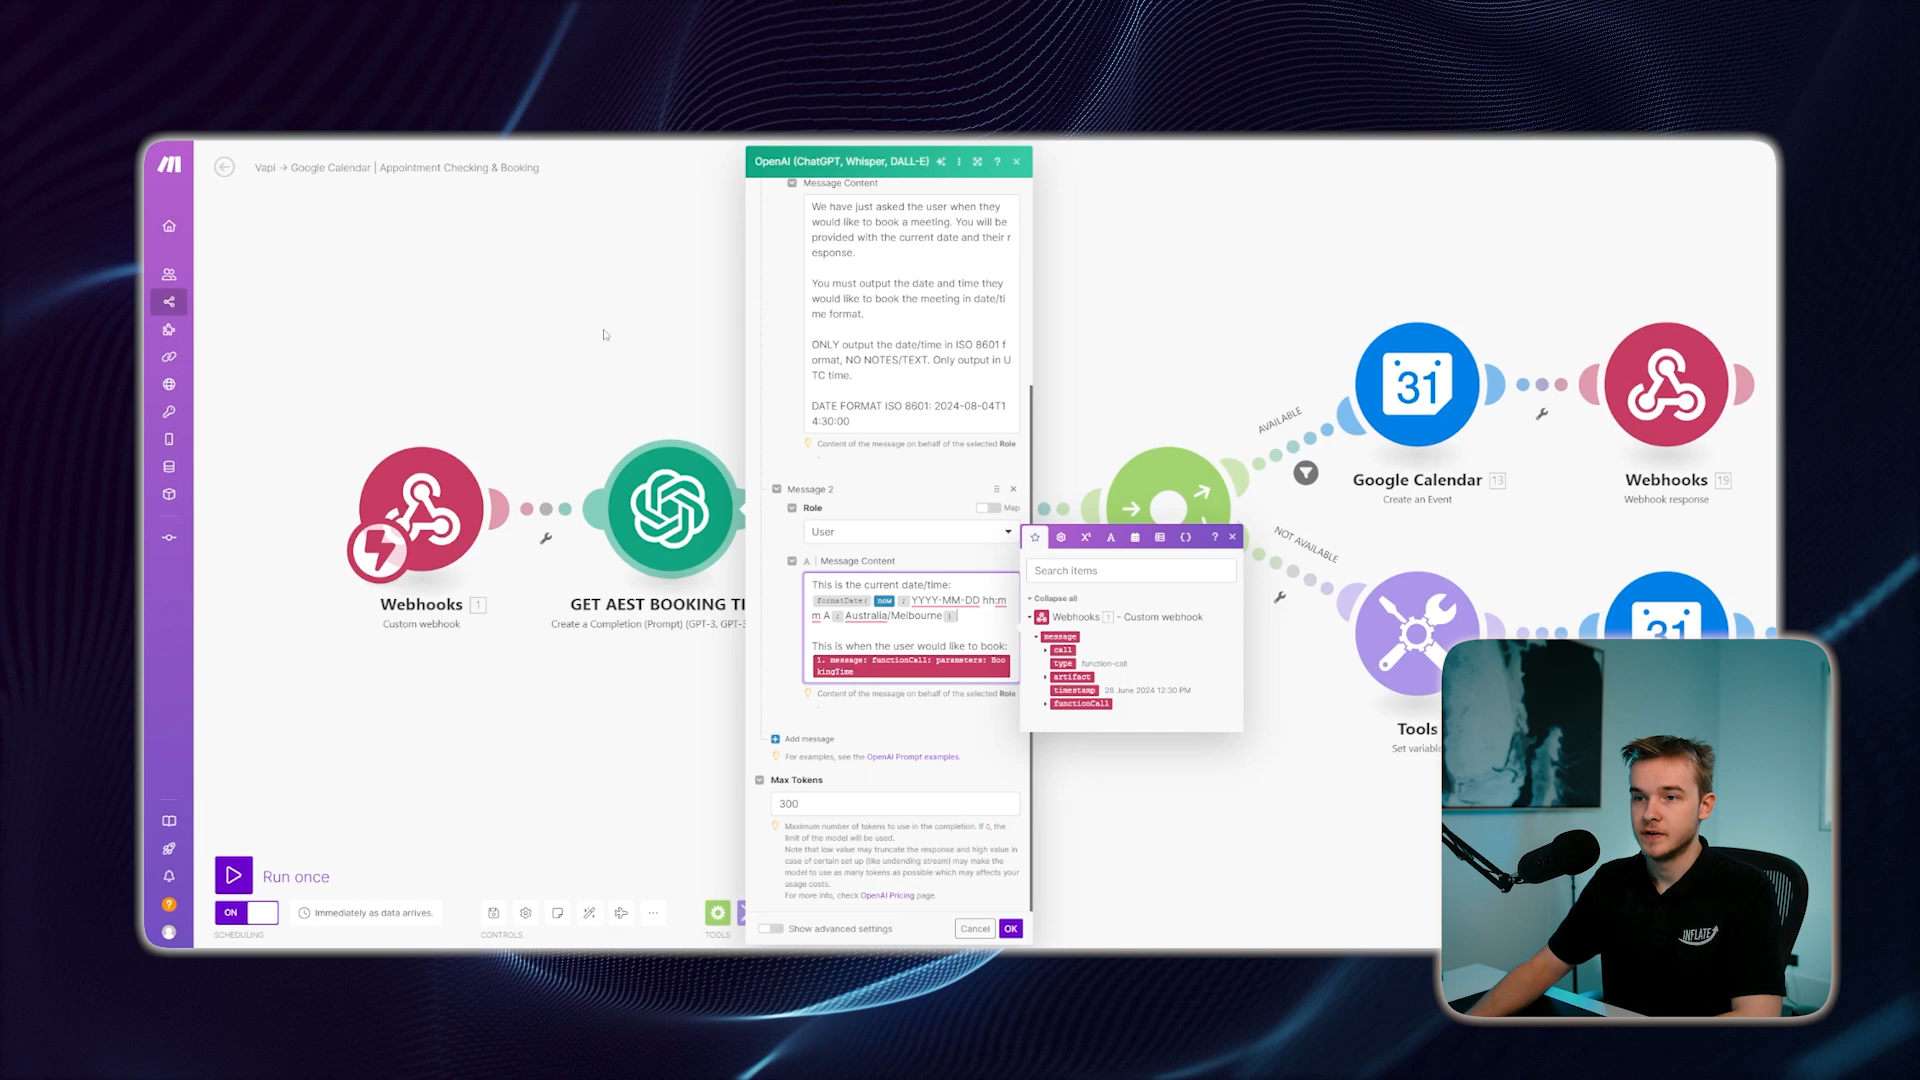 Vapi → Google Calendar | Appointment Checking & Booking
OpenAI (ChatGPT, Whisper, DALL-E)
?
Message Content
We have just asked the user when they
would like to book a meeting. You will be
provided with the current date and their r
esponse.
You must output the date and time they
would like to book the meeting in date/ti
me format.
ONLY output the date/time in ISO 8601 f
ormat, NO NOTES/TEXT. Only output in U
TC time.
DATE FORMAT ISO 8601: 2024-08-04T1
4:30:00
Content of the message on behalf of the selected Role
.
Message 2
Role
Map
User
A | Message Content
This is the current date/time:
formatDate( now ; YYYY-MM-DD hh:m
m A ; Australia/Melbourne )
This is when the user would like to book:
1. message: functionCall: parameters: Boo
kingTime
Content of the message on behalf of the selected Role
.
Add message
For examples, see the OpenAI Prompt examples.
Max Tokens
300
Maximum number of tokens to use in the completion. If 0, the
limit of the model will be used.
Note that low value may truncate the response and high value in
case of certain set up (like undending stream) may make the
model to use as many tokens as possible which may affects your
usage costs.
For more info, check OpenAI Pricing page.
Show advanced settings
Cancel
OK
Search items
Collapse all
Webhooks 1 - Custom webhook
message
call
type function-call
artifact
timestamp 28 June 2024 12:30 PM
functionCall
Webhooks 1
Custom webhook
GET AEST BOOKING TI
Create a Completion (Prompt) (GPT-3, GPT-3
AVAILABLE
NOT AVAILABLE
31
Google Calendar 13
Create an Event
Webhooks 19
Webhook response
Tools
Set variable
31
Run once
ON
Immediately as data arrives.
SCHEDULING
CONTROLS
TOOLS
INFLATE